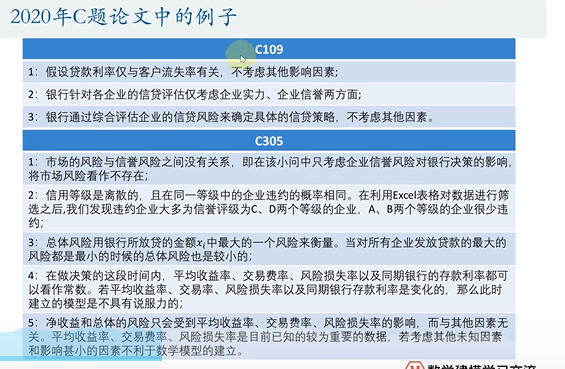 2020年C题论文中的例子
C109
1：假设贷款利率仅与客户流失率有关，不考虑其他影响因素;
2：银行针对各企业的信贷评估仅考虑企业实力、企业信誉两方面;
3：银行通过综合评估企业的信贷风险来确定具体的信贷策略，不考虑其他因素。
C305
1：市场的风险与信誉风险之间没有关系，即在该小问中只考虑企业信誉风险对银行决策的影响，
将市场风险看作不存在；
2：信用等级是离散的，且在同一等级中的企业违约的概率相同。在利用Excel表格对数据进行筛
选之后,我们发现违约企业大多为信誉评级为C、D两个等级的企业，A、B两个等级的企业很少违
约；
3：总体风险用银行所放贷的金额xi中最大的一个风险来衡量。当对所有企业发放贷款的最大的
风险都是最小的时候的总体风险也是较小的；
4：在做决策的这段时间内，平均收益率、交易费率、风险损失率以及同期银行的存款利率都可
以看作常数。若平均收益率、交易费率、风险损失率以及同期银行存款利率是变化的，那么此时
建立的模型是不具有说服力的；
5：净收益和总体的风险只会受到平均收益率、交易费率、风险损失率的影响，而与其他因素无
关。平均收益率、交易费率、风险损失率是目前已知的较为重要的数据，若考虑其他未知因素
和影响甚小的因素不利于数学模型的建立。
数学建模学习交流